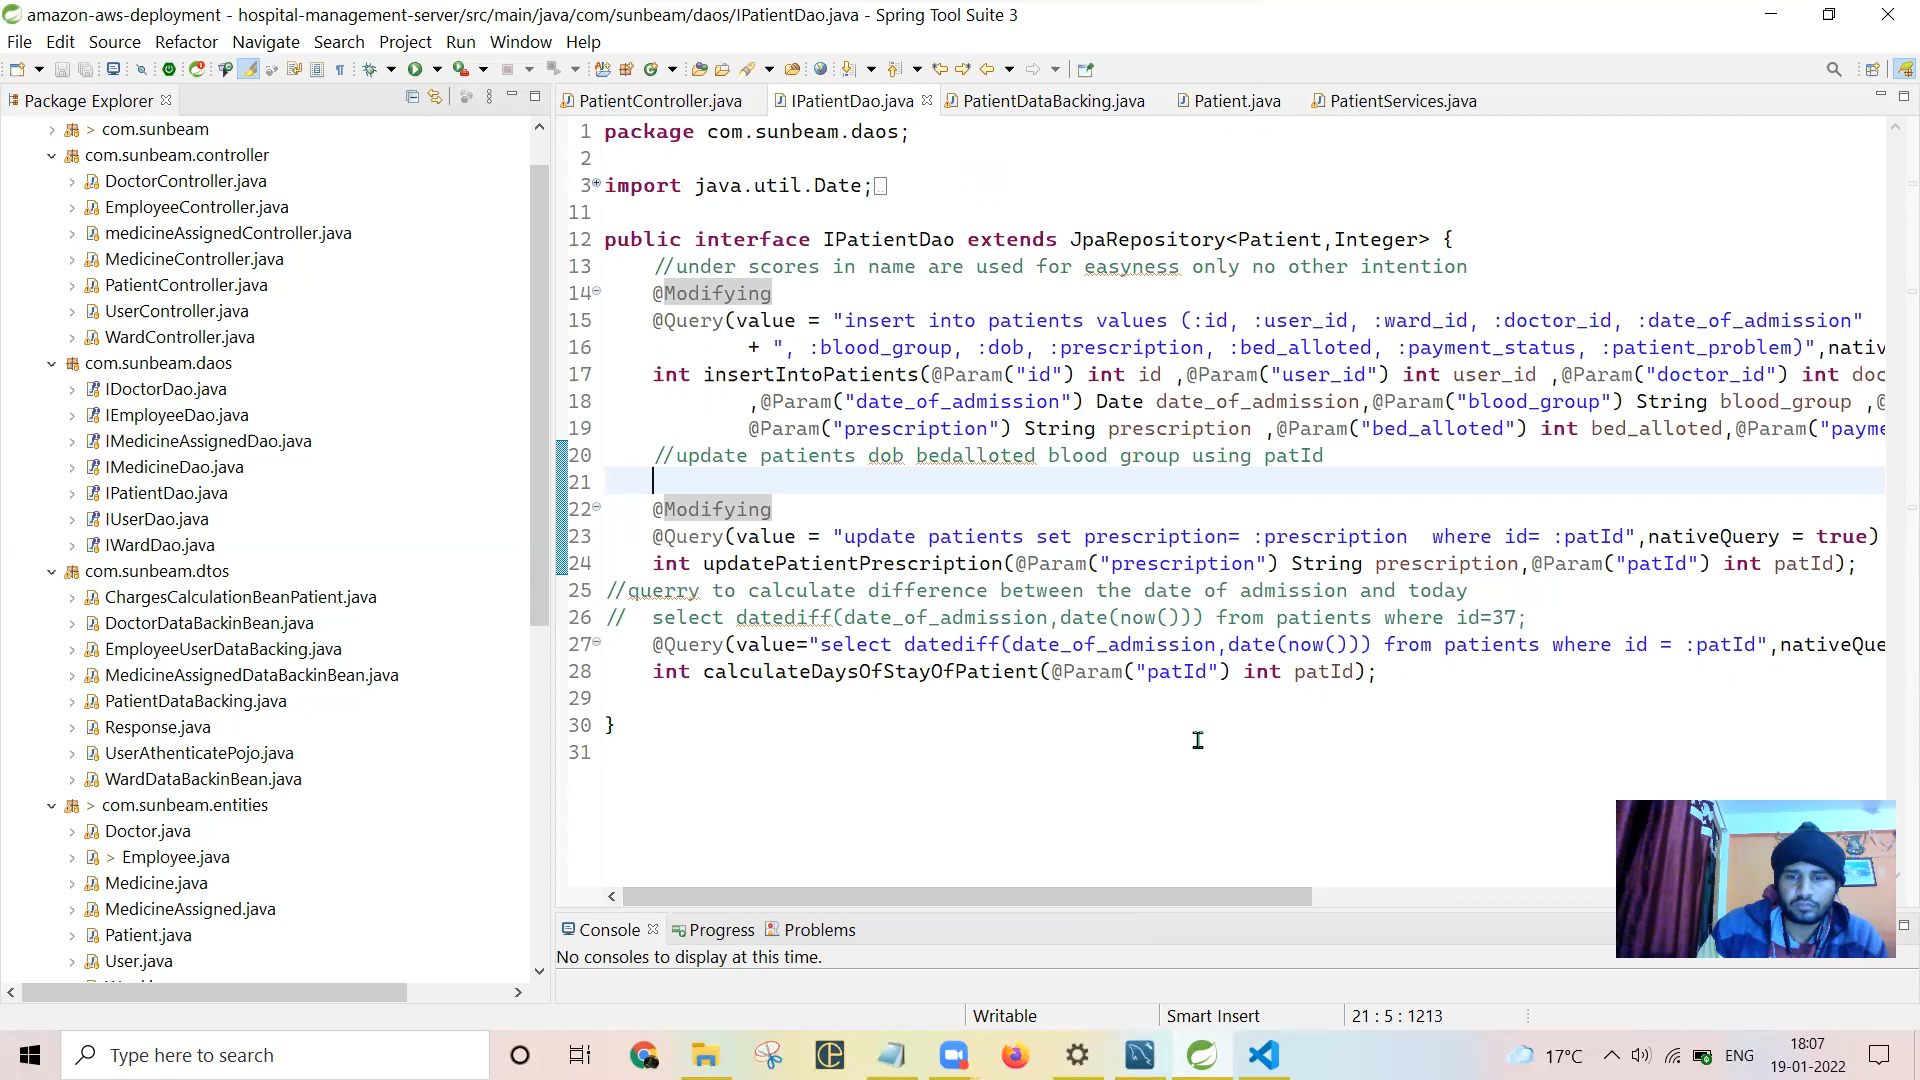 amazon-aws-deployment - hospital-management-server/src/main/java/com/sunbeam/daos/IPatientDao.java - Spring Tool Suite 3
File Edit Source Refactor Navigate Search Project Run Window Help
Package Explorer
> com.sunbeam
com.sunbeam.controller
DoctorController.java
EmployeeController.java
medicineAssignedController.java
MedicineController.java
PatientController.java
UserController.java
WardController.java
com.sunbeam.daos
IDoctorDao.java
IEmployeeDao.java
IMedicineAssignedDao.java
IMedicineDao.java
IPatientDao.java
IUserDao.java
IWardDao.java
com.sunbeam.dtos
ChargesCalculationBeanPatient.java
DoctorDataBackinBean.java
EmployeeUserDataBacking.java
MedicineAssignedDataBackinBean.java
PatientDataBacking.java
Response.java
UserAthenticatePojo.java
WardDataBackinBean.java
> com.sunbeam.entities
Doctor.java
> Employee.java
Medicine.java
MedicineAssigned.java
Patient.java
User.java
PatientController.java IPatientDao.java PatientDataBacking.java Patient.java PatientServices.java
1 package com.sunbeam.daos;
2
3 import java.util.Date;
11
12 public interface IPatientDao extends JpaRepository<Patient,Integer> {
13 //under scores in name are used for easyness only no other intention
14 @Modifying
15 @Query(value = "insert into patients values (:id, :user_id, :ward_id, :doctor_id, :date_of_admission"
16 + ", :blood_group, :dob, :prescription, :bed_alloted, :payment_status, :patient_problem)",nativ
17 int insertIntoPatients(@Param("id") int id ,@Param("user_id") int user_id ,@Param("doctor_id") int doc
18 ,@Param("date_of_admission") Date date_of_admission,@Param("blood_group") String blood_group ,@
19 @Param("prescription") String prescription ,@Param("bed_alloted") int bed_alloted,@Param("payme
20 //update patients dob bedalloted blood group using patId
21
22 @Modifying
23 @Query(value = "update patients set prescription= :prescription  where id= :patId",nativeQuery = true)
24 int updatePatientPrescription(@Param("prescription") String prescription,@Param("patId") int patId);
25 //querry to calculate difference between the date of admission and today
26 // select datediff(date_of_admission,date(now())) from patients where id=37;
27 @Query(value="select datediff(date_of_admission,date(now())) from patients where id = :patId",nativeQue
28 int calculateDaysOfStayOfPatient(@Param("patId") int patId);
29
30 }
31
Console Progress Problems
No consoles to display at this time.
Writable Smart Insert 21 : 5 : 1213
Type here to search
17°C ENG 18:07
19-01-2022